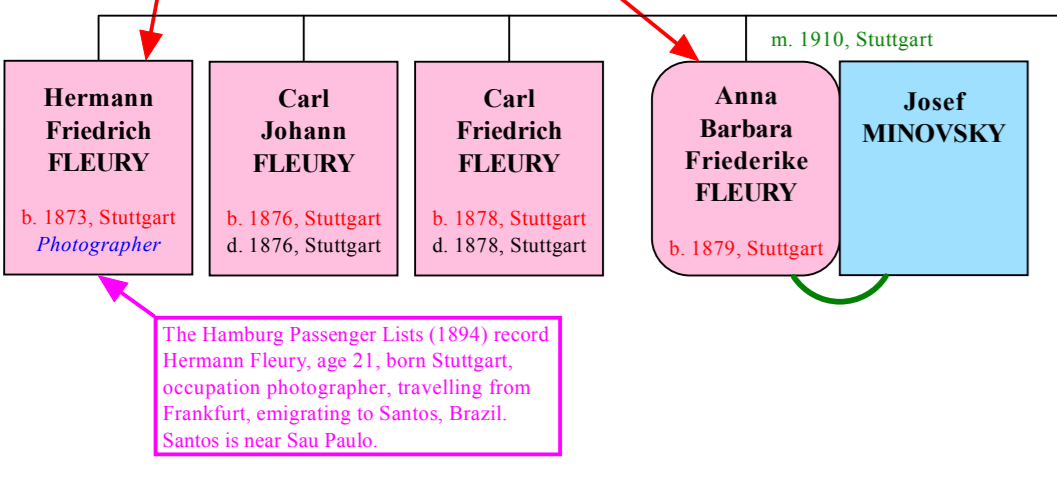 m. 1910, Stuttgart
Hermann
Friedrich
FLEURY
b. 1873, Stuttgart
Photographer
Carl
Johann
FLEURY
b. 1876, Stuttgart
d. 1876, Stuttgart
Carl
Friedrich
FLEURY
b. 1878, Stuttgart
d. 1878, Stuttgart
Anna
Barbara
Friederike
FLEURY
b. 1879, Stuttgart
Josef
MINOVSKY
The Hamburg Passenger Lists (1894) record
Hermann Fleury, age 21, born Stuttgart,
occupation photographer, travelling from
Frankfurt, emigrating to Santos, Brazil.
Santos is near Sau Paulo.